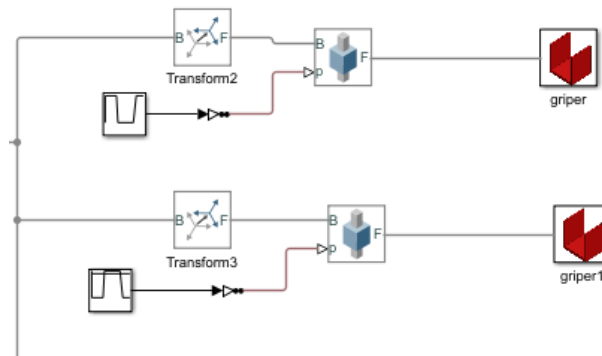 B F
Transform2
B
p
F
griper
B F
Transform3
B
p
F
griper1